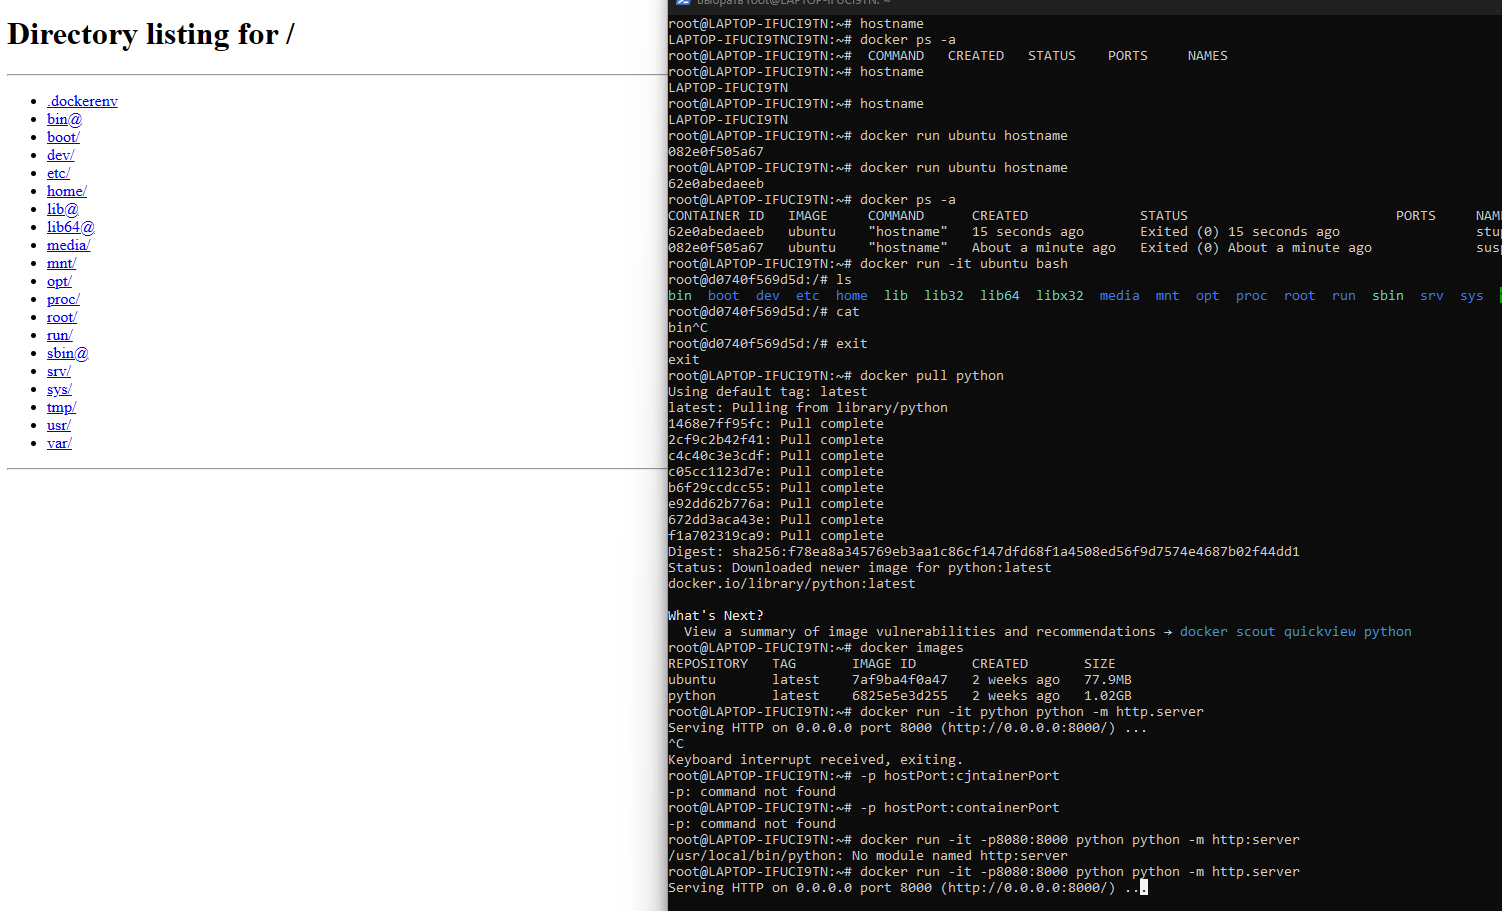 Directory listing for /
.dockerenv
bin@
boot/
dev/
etc/
home/
lib@
lib64@
media/
mnt/
opt/
proc/
root/
run/
sbin@
srv/
sys/
tmp/
usr/
var/
Выбрать root@LAPTOP-IFUCI9TN: ~
root@LAPTOP-IFUCI9TN:~# hostname
LAPTOP-IFUCI9TNCI9TN:~# docker ps -a
root@LAPTOP-IFUCI9TN:~#  COMMAND   CREATED   STATUS    PORTS     NAMES
root@LAPTOP-IFUCI9TN:~# hostname
LAPTOP-IFUCI9TN
root@LAPTOP-IFUCI9TN:~# hostname
LAPTOP-IFUCI9TN
root@LAPTOP-IFUCI9TN:~# docker run ubuntu hostname
082e0f505a67
root@LAPTOP-IFUCI9TN:~# docker run ubuntu hostname
62e0abedaeeb
root@LAPTOP-IFUCI9TN:~# docker ps -a
CONTAINER ID   IMAGE     COMMAND      CREATED              STATUS                          PORTS     NAM
62e0abedaeeb   ubuntu    "hostname"   15 seconds ago       Exited (0) 15 seconds ago                 stu
082e0f505a67   ubuntu    "hostname"   About a minute ago   Exited (0) About a minute ago             sus
root@LAPTOP-IFUCI9TN:~# docker run -it ubuntu bash
root@d0740f569d5d:/# ls
bin  boot  dev  etc  home  lib  lib32  lib64  libx32  media  mnt  opt  proc  root  run  sbin  srv  sys
root@d0740f569d5d:/# cat
bin^C
root@d0740f569d5d:/# exit
exit
root@LAPTOP-IFUCI9TN:~# docker pull python
Using default tag: latest
latest: Pulling from library/python
1468e7ff95fc: Pull complete
2cf9c2b42f41: Pull complete
c4c40c3e3cdf: Pull complete
c05cc1123d7e: Pull complete
b6f29ccdcc55: Pull complete
e92dd62b776a: Pull complete
672dd3aca43e: Pull complete
f1a702319ca9: Pull complete
Digest: sha256:f78ea8a345769eb3aa1c86cf147dfd68f1a4508ed56f9d7574e4687b02f44dd1
Status: Downloaded newer image for python:latest
docker.io/library/python:latest
What's Next?
  View a summary of image vulnerabilities and recommendations → docker scout quickview python
root@LAPTOP-IFUCI9TN:~# docker images
REPOSITORY   TAG       IMAGE ID       CREATED       SIZE
ubuntu       latest    7af9ba4f0a47   2 weeks ago   77.9MB
python       latest    6825e5e3d255   2 weeks ago   1.02GB
root@LAPTOP-IFUCI9TN:~# docker run -it python python -m http.server
Serving HTTP on 0.0.0.0 port 8000 (http://0.0.0.0:8000/) ...
^C
Keyboard interrupt received, exiting.
root@LAPTOP-IFUCI9TN:~# -p hostPort:cjntainerPort
-p: command not found
root@LAPTOP-IFUCI9TN:~# -p hostPort:containerPort
-p: command not found
root@LAPTOP-IFUCI9TN:~# docker run -it -p8080:8000 python python -m http:server
/usr/local/bin/python: No module named http:server
root@LAPTOP-IFUCI9TN:~# docker run -it -p8080:8000 python python -m http.server
Serving HTTP on 0.0.0.0 port 8000 (http://0.0.0.0:8000/) ...